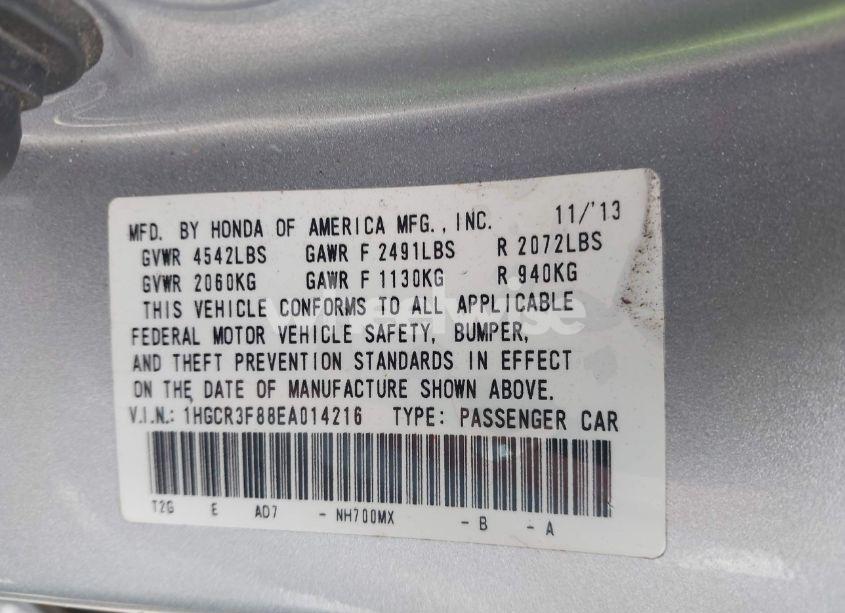 MFD. BY HONDA OF AMERICA MFG., INC. 11/'13
GVWR 4542LBS GAWR F 2491LBS R 2072LBS
GVWR 2060KG GAWR F 1130KG R 940KG
THIS VEHICLE CONFORMS TO ALL APPLICABLE
FEDERAL MOTOR VEHICLE SAFETY, BUMPER,
AND THEFT PREVENTION STANDARDS IN EFFECT
ON THE DATE OF MANUFACTURE SHOWN ABOVE.
V.I.N.: 1HGCR3F88EA014216 TYPE: PASSENGER CAR
T2G E AD7 - NH700MX - B - A